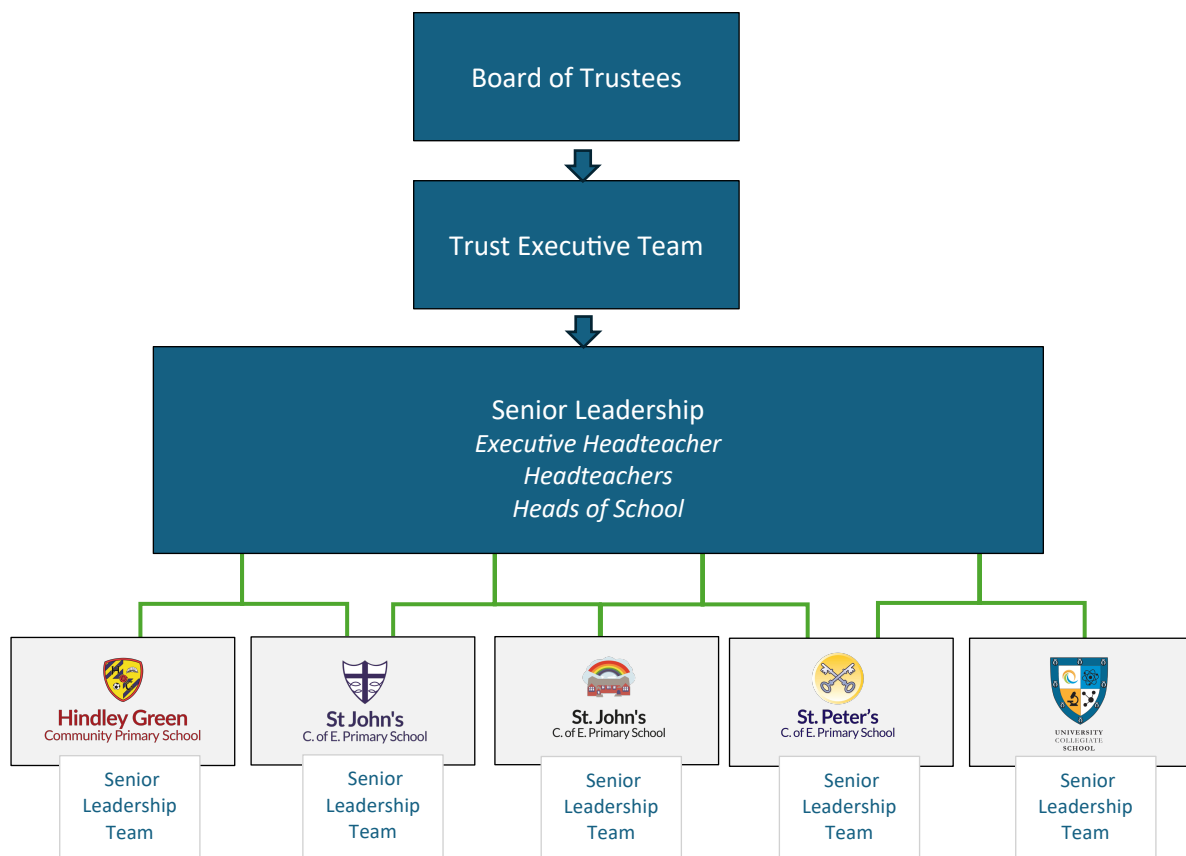 Board of Trustees
Trust Executive Team
Senior Leadership
Executive Headteacher
Headteachers
Heads of School
Hindley Green
Community Primary School
St John's
C. of E. Primary School
St. John's
C. of E. Primary School
St. Peter's
C. of E. Primary School
UNIVERSITY
COLLEGIATE
SCHOOL
Senior
Leadership
Team
Senior
Leadership
Team
Senior
Leadership
Team
Senior
Leadership
Team
Senior
Leadership
Team